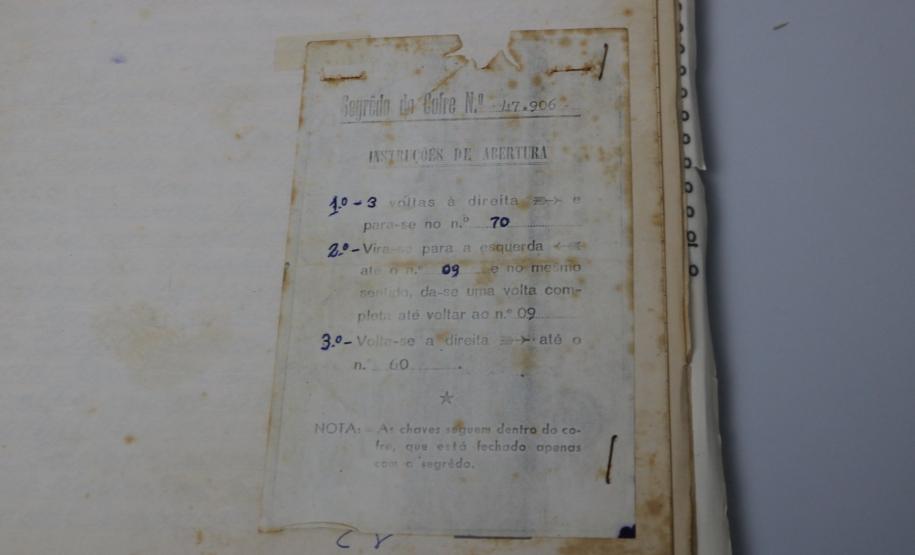 Segrêdo do Cofre N.º 47.906
INSTRUÇÕES DE ABERTURA
1.º - 3 voltas à direita e
para-se no n.º 70
2.º - Vira-se para a esquerda
até o n.º 09 e no mesmo
sentido, da-se uma volta com-
pleta até voltar ao n.º 09
3.º - Volta-se a direita até o
n. 60
NOTA: - As chaves seguem dentro do co-
fre, que está fechado apenas
com o segrêdo.